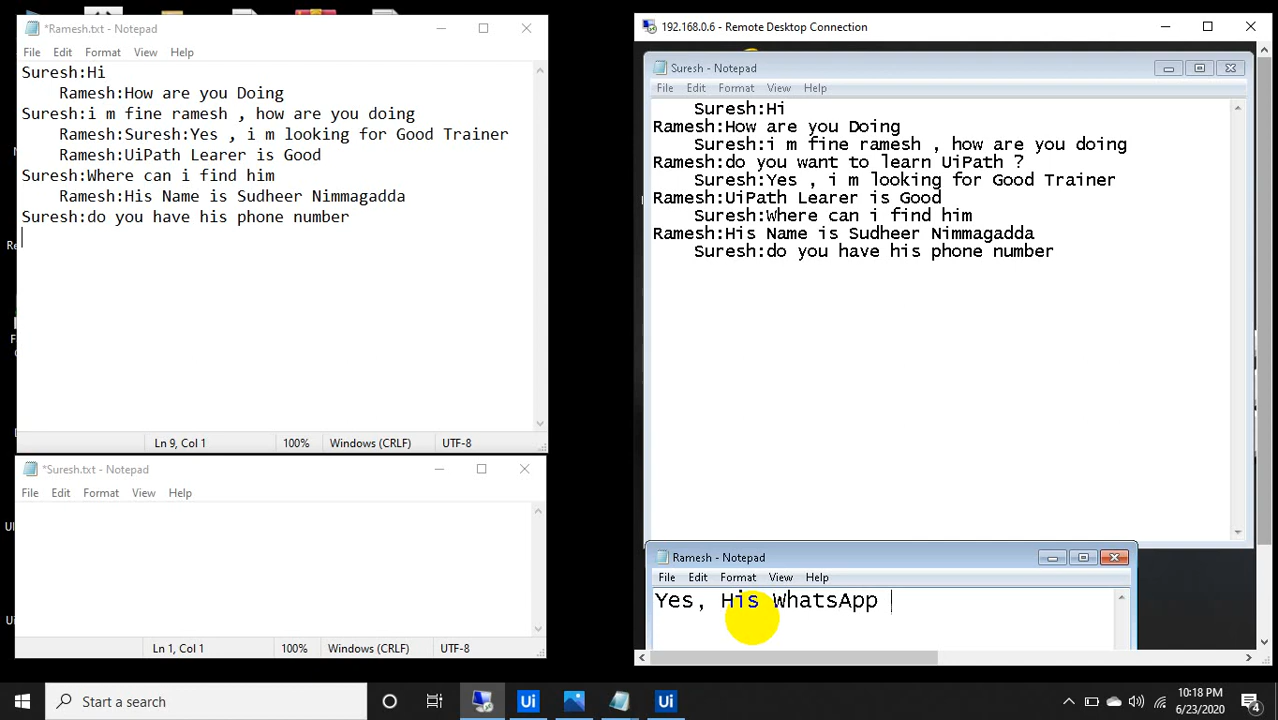 *Ramesh.txt - Notepad
File Edit Format View Help
Suresh:Hi
Ramesh:How are you Doing
Suresh:i m fine ramesh , how are you doing
Ramesh:Suresh:Yes , i m looking for Good Trainer
Ramesh:UiPath Learer is Good
Suresh:Where can i find him
Ramesh:His Name is Sudheer Nimmagadda
Suresh:do you have his phone number
Ln 9, Col 1 100% Windows (CRLF) UTF-8
*Suresh.txt - Notepad
File Edit Format View Help
Ln 1, Col 1 100% Windows (CRLF) UTF-8
192.168.0.6 - Remote Desktop Connection
Suresh - Notepad
File Edit Format View Help
Suresh:Hi
Ramesh:How are you Doing
Suresh:i m fine ramesh , how are you doing
Ramesh:do you want to learn UiPath ?
Suresh:Yes , i m looking for Good Trainer
Ramesh:UiPath Learer is Good
Suresh:Where can i find him
Ramesh:His Name is Sudheer Nimmagadda
Suresh:do you have his phone number
Ramesh - Notepad
File Edit Format View Help
Yes, His WhatsApp
Start a search
Ui
Ui
10:18 PM
6/23/2020
4